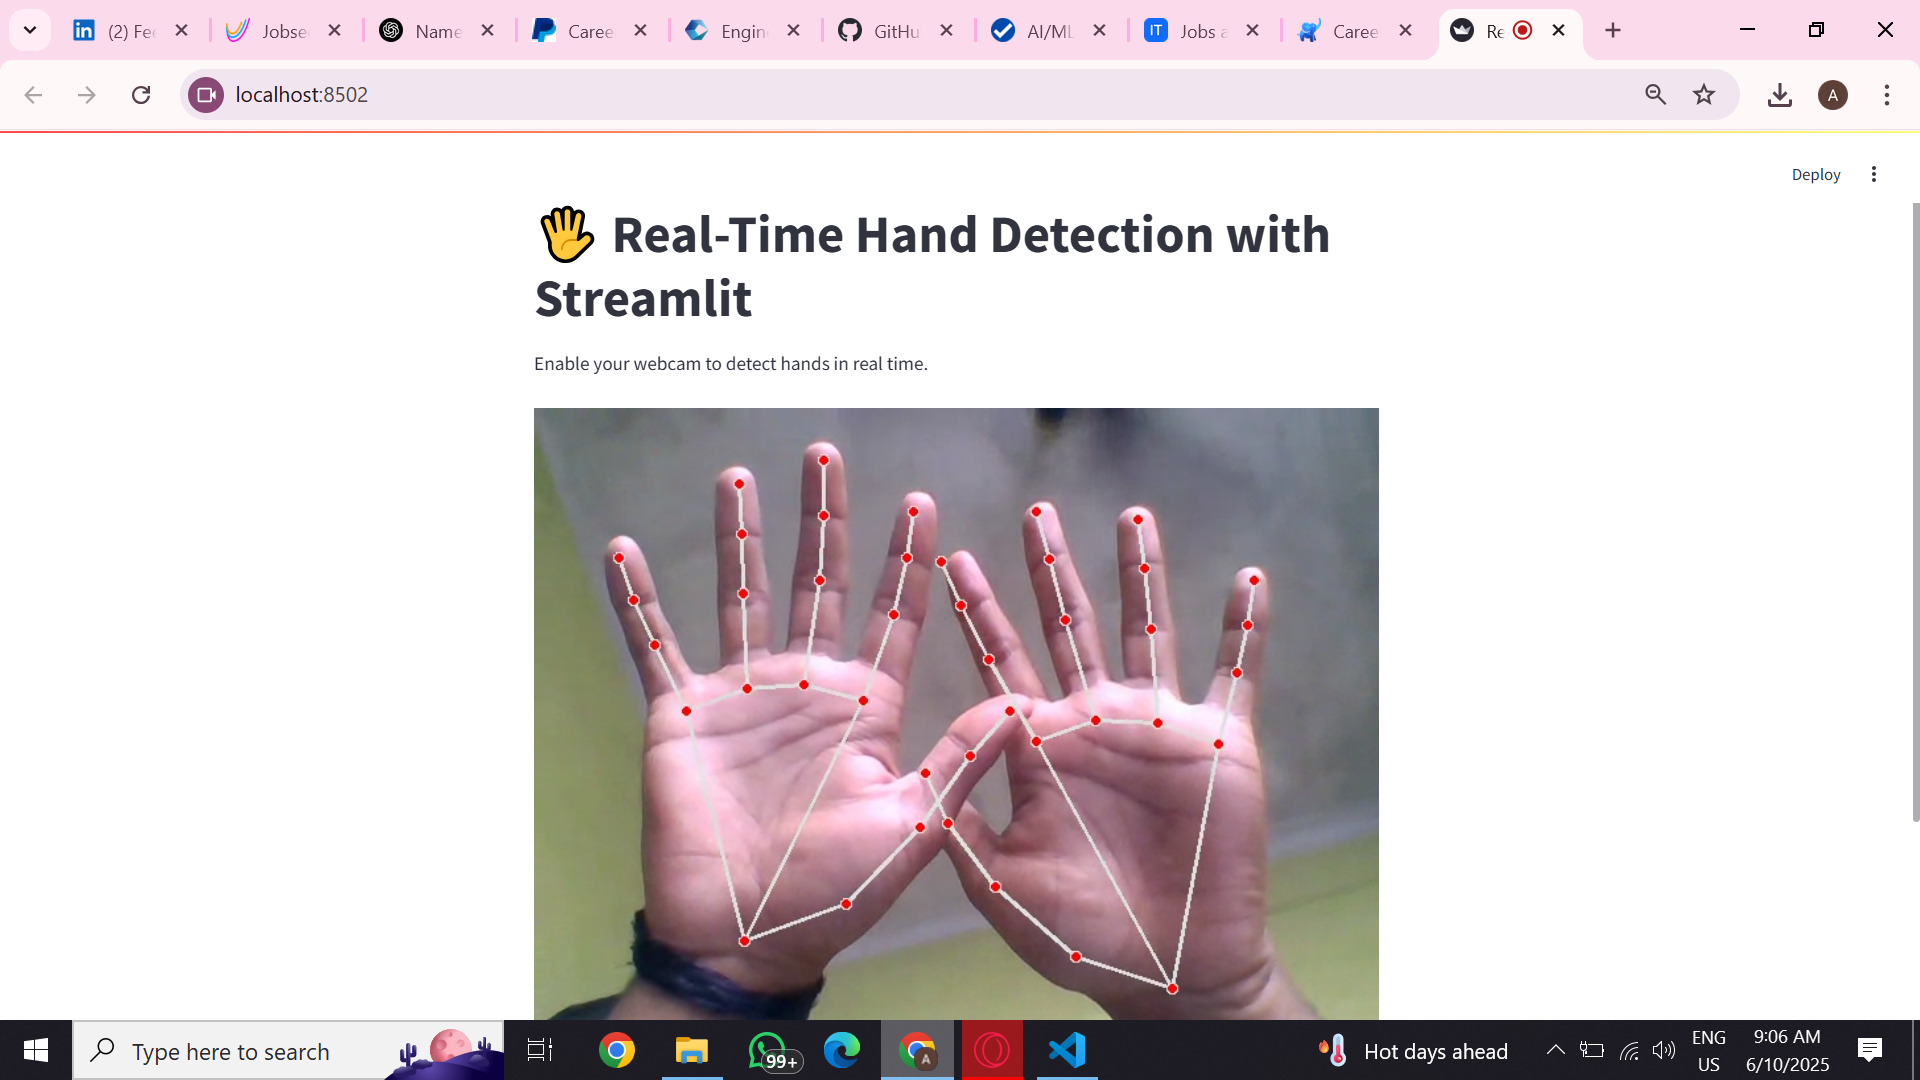 (2) Fee
Jobse
Name
Caree
Engin
GitHu
AI/ML
IT
Jobs a
Caree
Re
localhost:8502
A
Deploy
Real-Time Hand Detection with
Streamlit
Enable your webcam to detect hands in real time.
Type here to search
99+
A
Hot days ahead
ENG
US
9:06 AM
6/10/2025